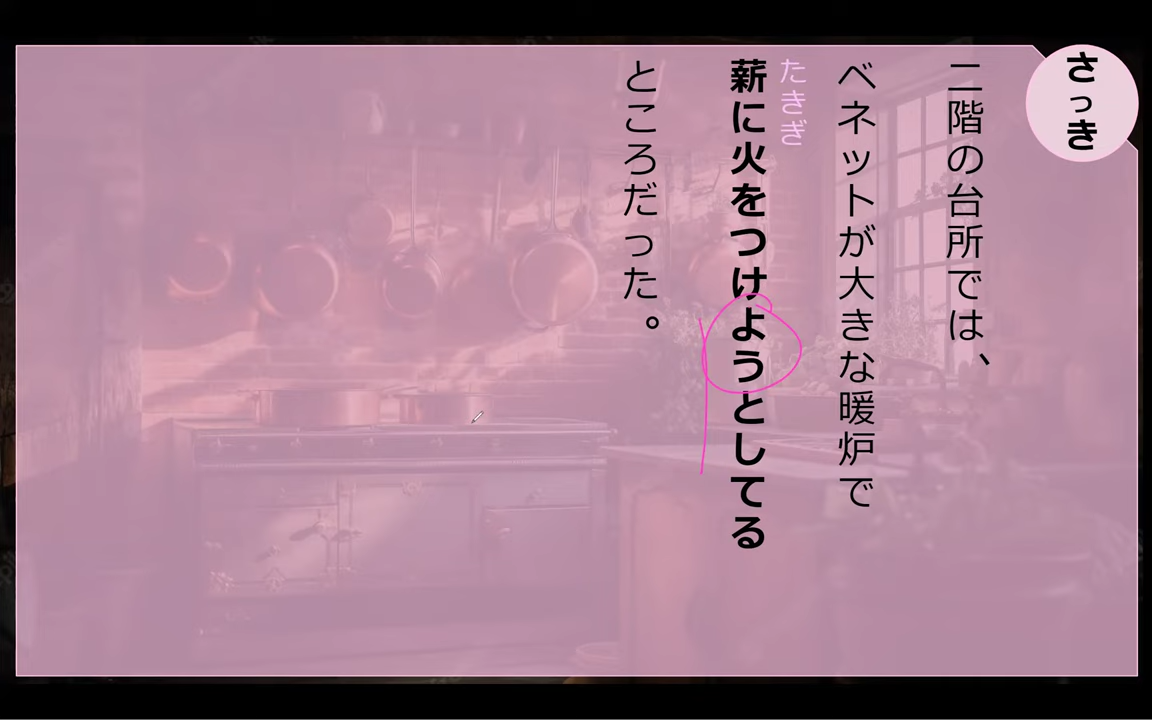 さっき
二階の台所では、
ベネットが大きな暖炉で
たきぎ
薪に火をつけようとしてる
ところだった。